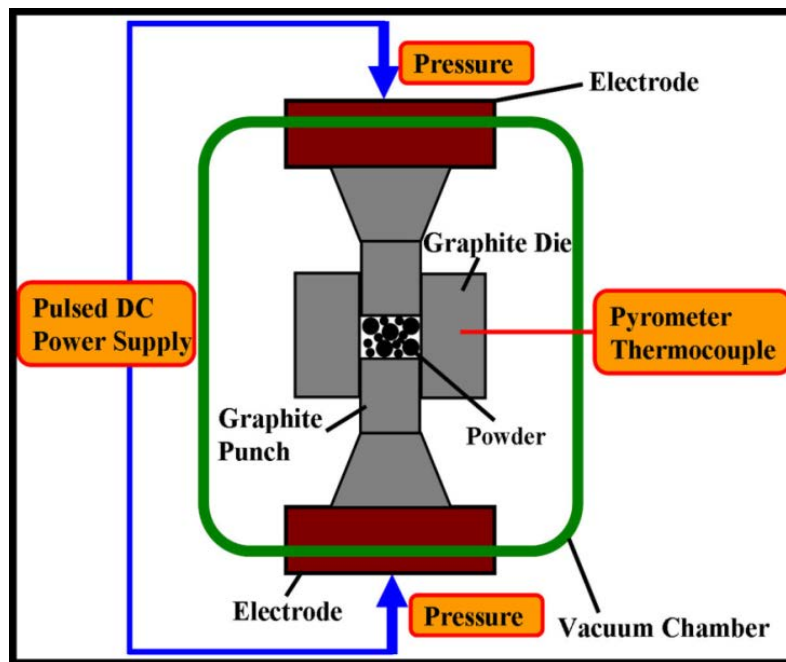 Pressure
Electrode
Graphite Die
Pulsed DC
Power Supply
Pyrometer
Thermocouple
Graphite
Punch
Powder
Electrode
Pressure
Vacuum Chamber